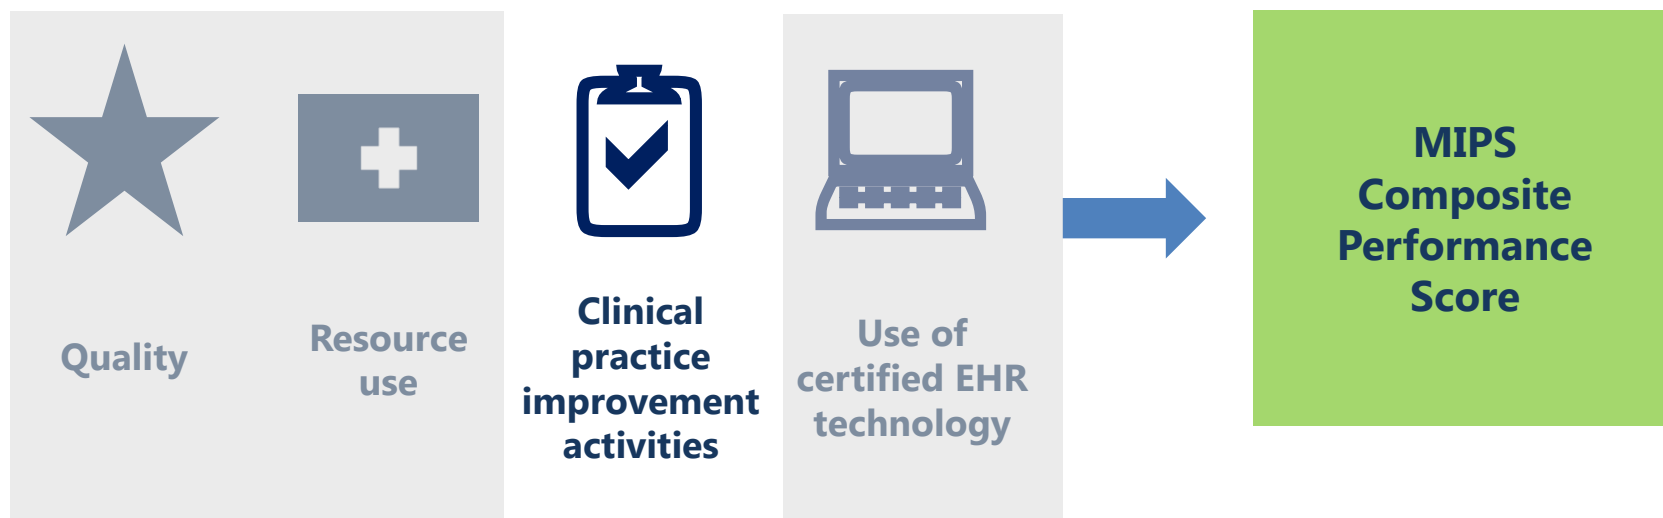 Quality
Resource
use
Clinical
practice
improvement
activities
Use of
certified EHR
technology
MIPS
Composite
Performance
Score